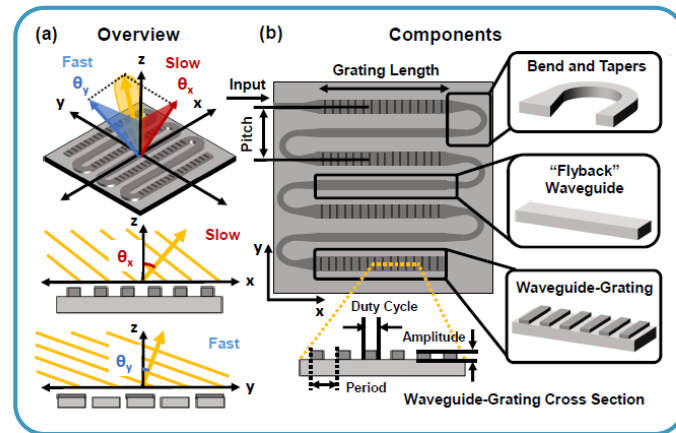 (a) Overview
z
Fast
θy
Slow
θx
y
x
z
Slow
θx
x
z
Fast
θy
y
(b) Components
Input
Grating Length
Pitch
y
x
Bend and Tapers
“Flyback”
Waveguide
Waveguide-Grating
Duty Cycle
Amplitude
Period
Waveguide-Grating Cross Section